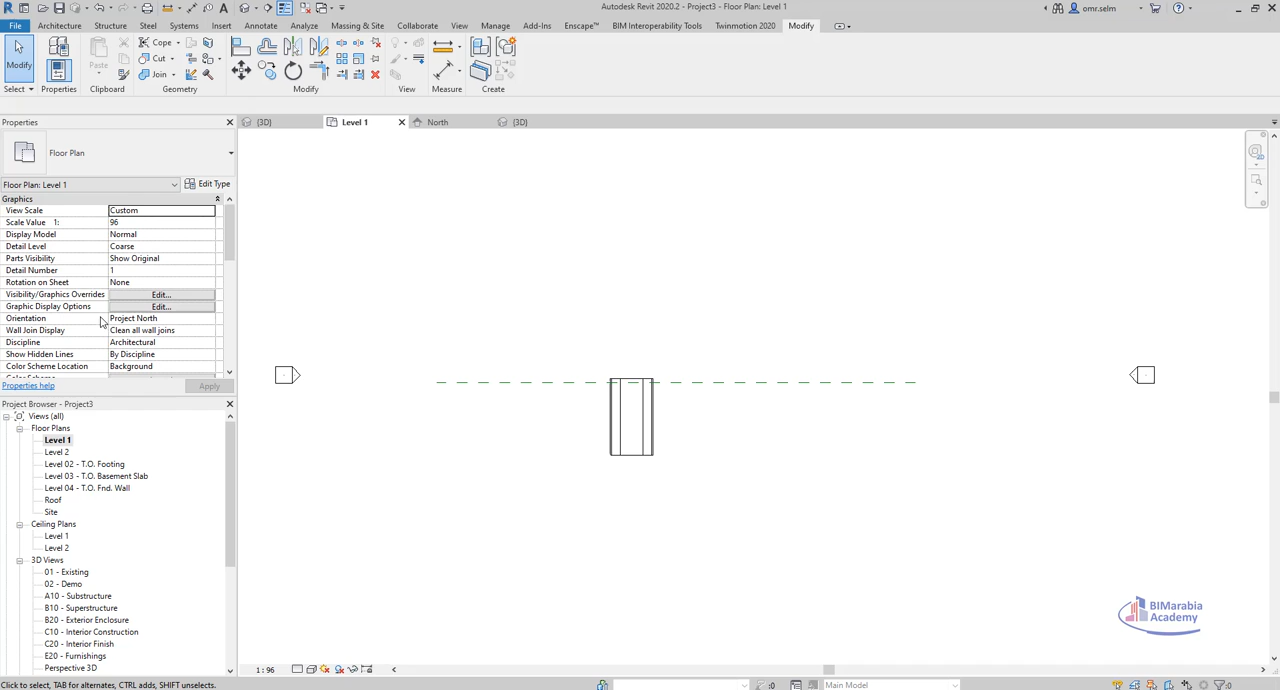 Autodesk Revit 2020.2 - Project3 - Floor Plan: Level 1
omr.selm
File Architecture Structure Steel Systems Insert Annotate Analyze Massing & Site Collaborate View Manage Add-Ins Enscape™ BIM Interoperability Tools Twinmotion 2020 Modify
Modify
Paste
Cope
Cut
Join
Select Properties Clipboard Geometry Modify View Measure Create
Properties
{3D}
Level 1
North
{3D}
Floor Plan
Floor Plan: Level 1
Edit Type
Graphics
View Scale Custom
Scale Value 1: 96
Display Model Normal
Detail Level Coarse
Parts Visibility Show Original
Detail Number 1
Rotation on Sheet None
Visibility/Graphics Overrides Edit...
Graphic Display Options Edit...
Orientation Project North
Wall Join Display Clean all wall joins
Discipline Architectural
Show Hidden Lines By Discipline
Color Scheme Location Background
Properties help
Apply
Project Browser - Project3
Views (all)
Floor Plans
Level 1
Level 2
Level 02 - T.O. Footing
Level 03 - T.O. Basement Slab
Level 04 - T.O. Fnd. Wall
Roof
Site
Ceiling Plans
Level 1
Level 2
3D Views
01 - Existing
02 - Demo
A10 - Substructure
B10 - Superstructure
B20 - Exterior Enclosure
C10 - Interior Construction
C20 - Interior Finish
E20 - Furnishings
Perspective 3D
BIMarabia
Academy
1 : 96
Click to select, TAB for alternates, CTRL adds, SHIFT unselects.
:0
Main Model
:0